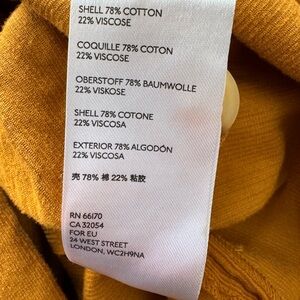 SHELL 78% COTTON
22% VISCOSE
COQUILLE 78% COTON
22% VISCOSE
OBERSTOFF 78% BAUMWOLLE
22% VISKOSE
SHELL 78% COTONE
22% VISCOSA
EXTERIOR 78% ALGODÓN
22% VISCOSA
壳 78% 棉 22% 粘胶
RN 66170
CA 32054
FOR EU
24 WEST STREET
LONDON, WC2H9NA